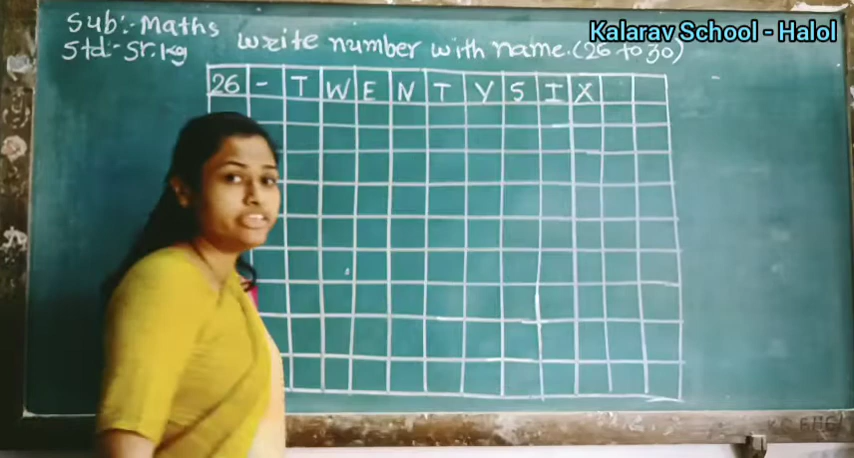 Sub:- Maths
Kalarav School - Halol
Std:- Sr.kg
write number with name. (26 to 30)
26 - T W E N T Y S I X